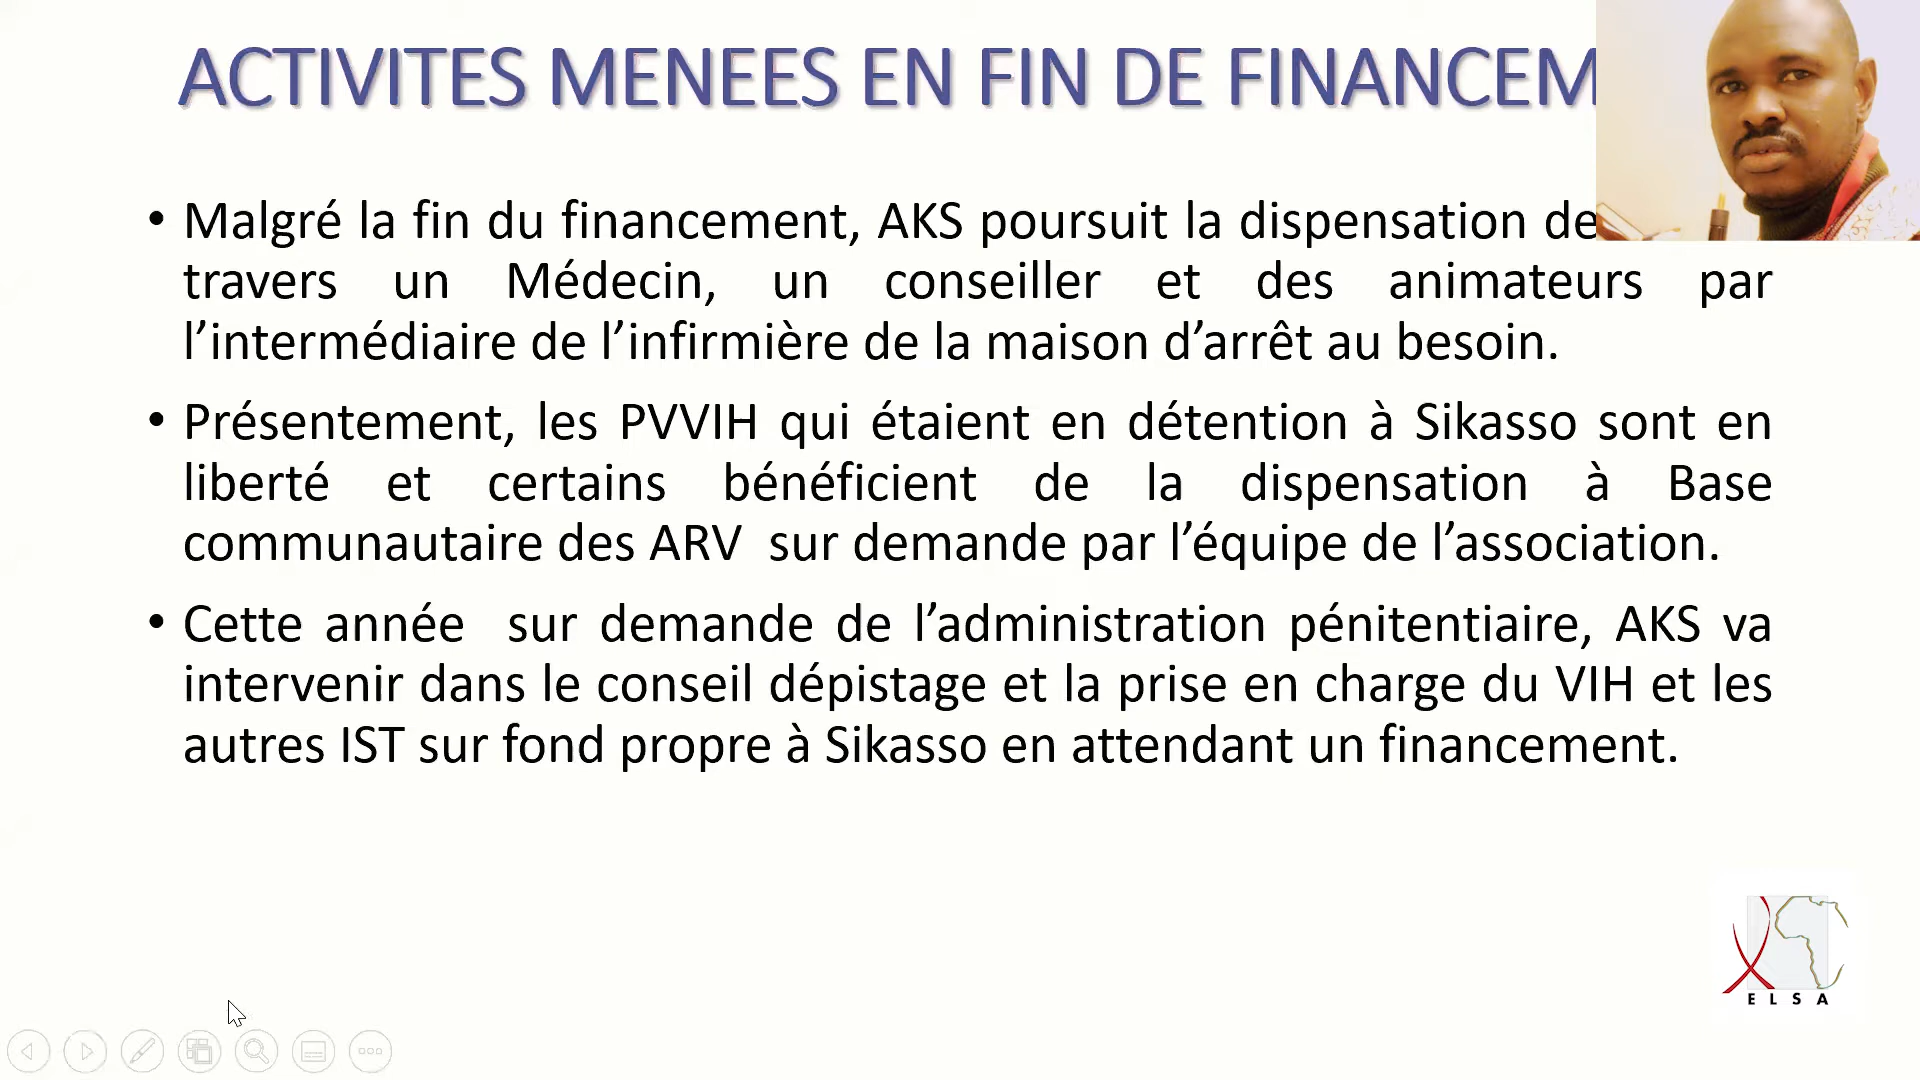 ACTIVITES MENEES EN FIN DE
Malgré la fin du financement, AKS poursuit la dispensation
travers un Médecin, un conseiller et des animateurs par
l’intermédiaire de l’infirmière de la maison d’arrêt au besoin.
Présentement, les PVVIH qui étaient en détention à Sikasso sont en
liberté et certains bénéficient de la dispensation à Base
communautaire des ARV  sur demande par l’équipe de l’association.
Cette année  sur demande de l’administration pénitentiaire, AKS va
intervenir dans le conseil dépistage et la prise en charge du VIH et les
autres IST sur fond propre à Sikasso en attendant un financement.
ELSA